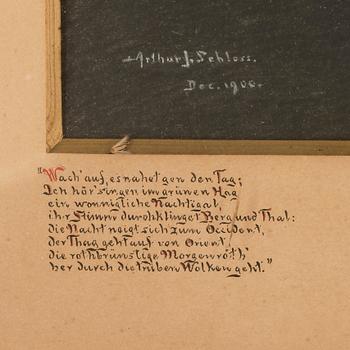 Arthur J. Schloss.
Dec. 1900.
"Wach' auf, es nahet gen den Tag;
Ich hör' singen im grünen Hag
ein wonnigliche Nachtigal,
ihr Stimm' durchklinget Berg und Thal:
die Nacht neigt sich zum Occident,
der Thag geht auf von Orient,
die rothbrünstige Morgenröth'
her durch die trüben Wolken geht."